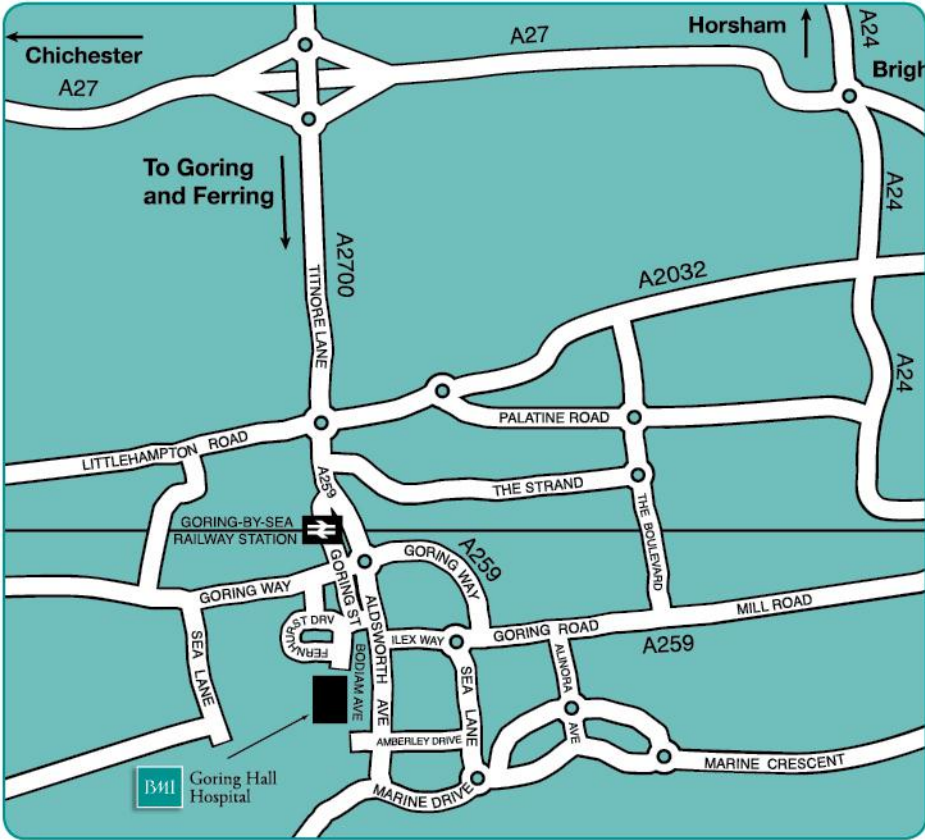 Chichester
A27
A27
Horsham
A24
Brigh
To Goring
and Ferring
A2700
TITNORE LANE
A24
A2032
A24
PALATINE ROAD
LITTLEHAMPTON ROAD
A259
THE STRAND
GORING-BY-SEA
RAILWAY STATION
THE BOULEVARD
GORING WAY
A259
GORING WAY
GORING ST
ALDSWORTH AVE
ST DRV
FERNHUR
ILEX WAY
GORING ROAD
MILL ROAD
A259
SEA LANE
BODIAM AVE
SEA LANE
ALINORA AVE
AMBERLEY DRIVE
MARINE CRESCENT
MARINE DRIVE
BMI
Goring Hall
Hospital